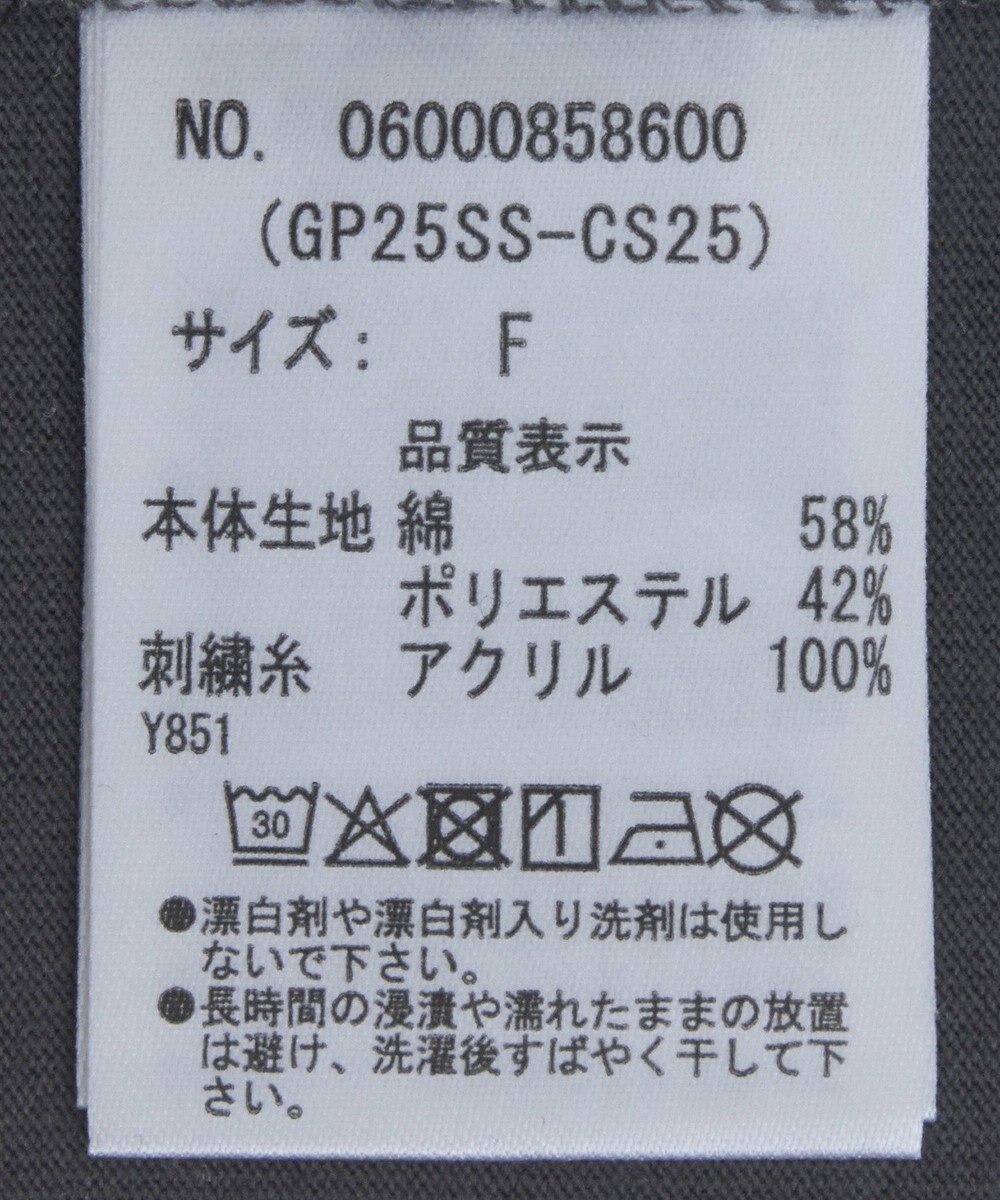 NO. 06000858600
(GP25SS-CS25)
サイズ: F
品質表示
本体生地 綿 58%
ポリエステル 42%
刺繍糸 アクリル 100%
Y851
30
●漂白剤や漂白剤入り洗剤は使用し
ないで下さい。
●長時間の浸漬や濡れたままの放置
は避け、洗濯後すばやく干して下
さい。